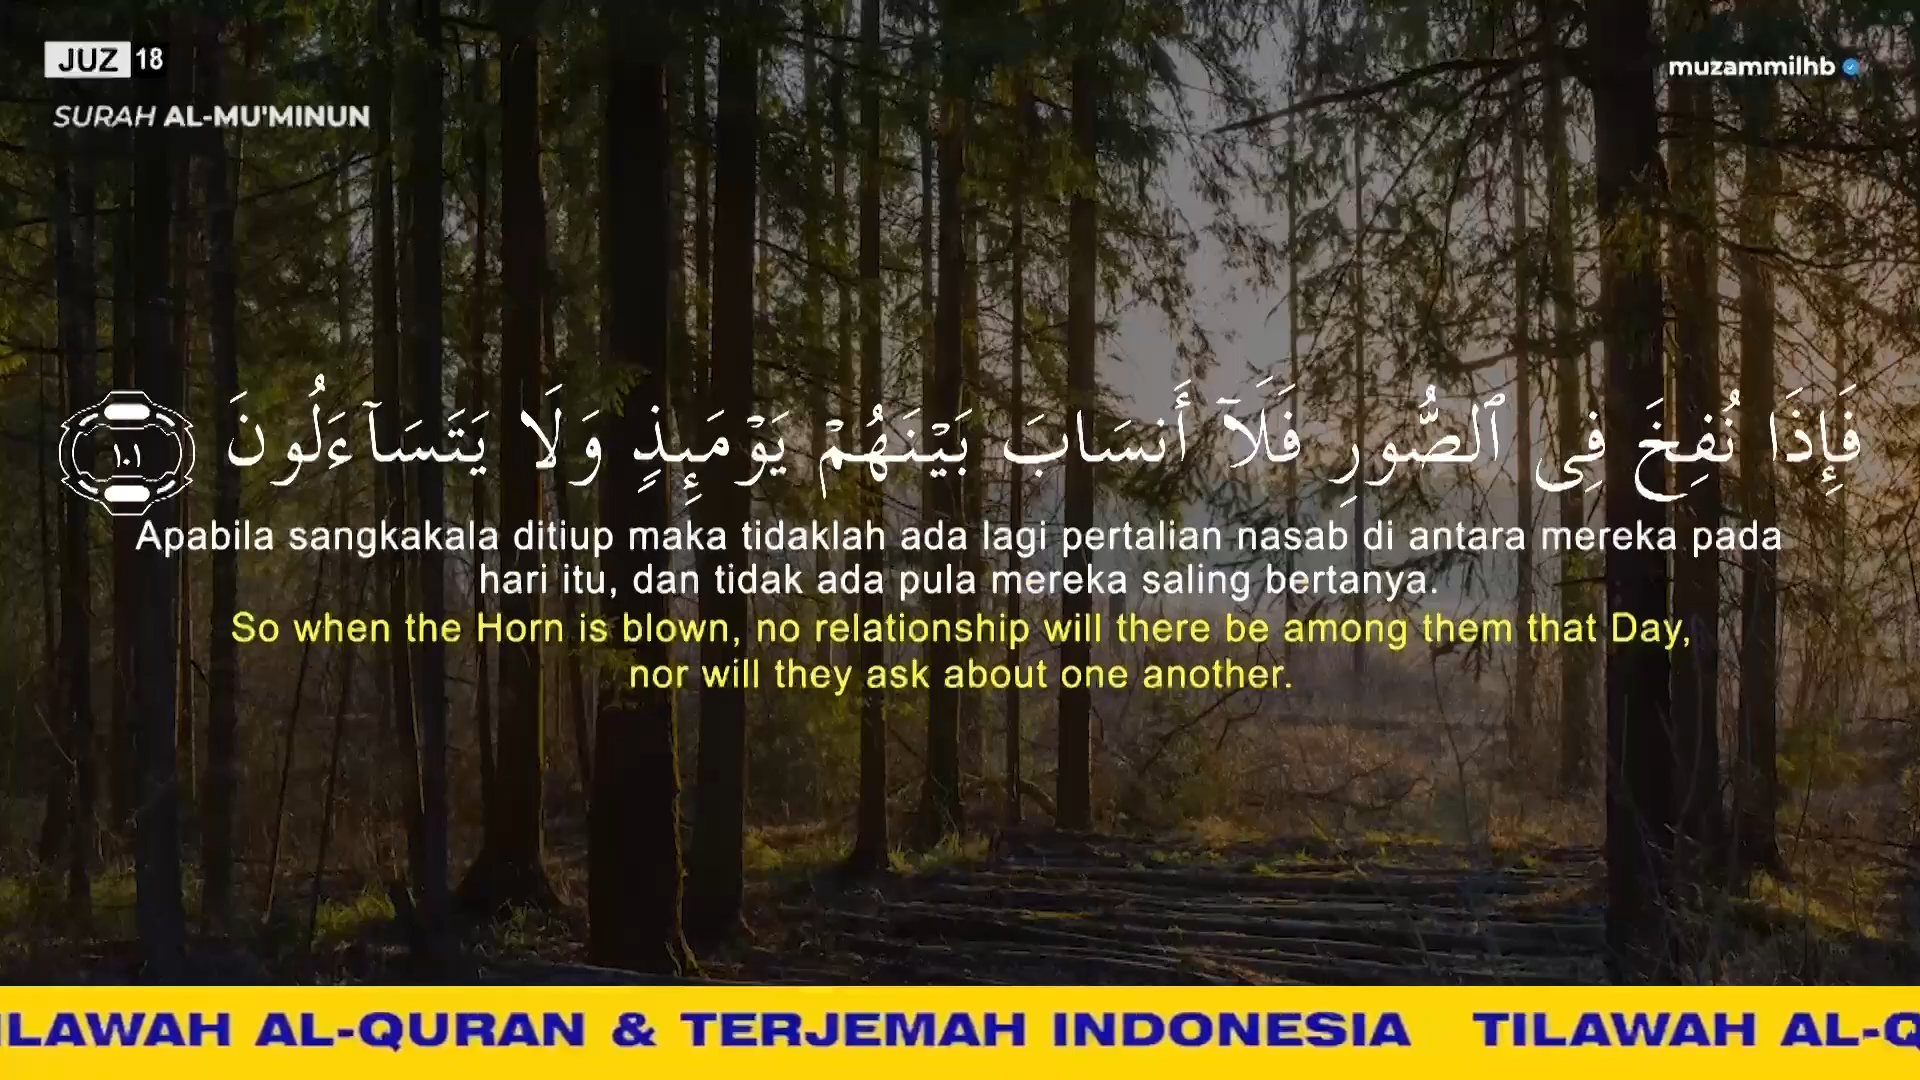 JUZ 18
muzammilhb
SURAH AL-MU'MINUN
فَإِذَا نُفِخَ فِى ٱلصُّورِ فَلَآ أَنسَابَ بَيْنَهُمْ يَوْمَئِذٍ وَلَا يَتَسَآءَلُونَ ١٠١
Apabila sangkakala ditiup maka tidaklah ada lagi pertalian nasab di antara mereka pada
hari itu, dan tidak ada pula mereka saling bertanya.
So when the Horn is blown, no relationship will there be among them that Day,
nor will they ask about one another.
ILAWAH AL-QURAN & TERJEMAH INDONESIA TILAWAH AL-Q